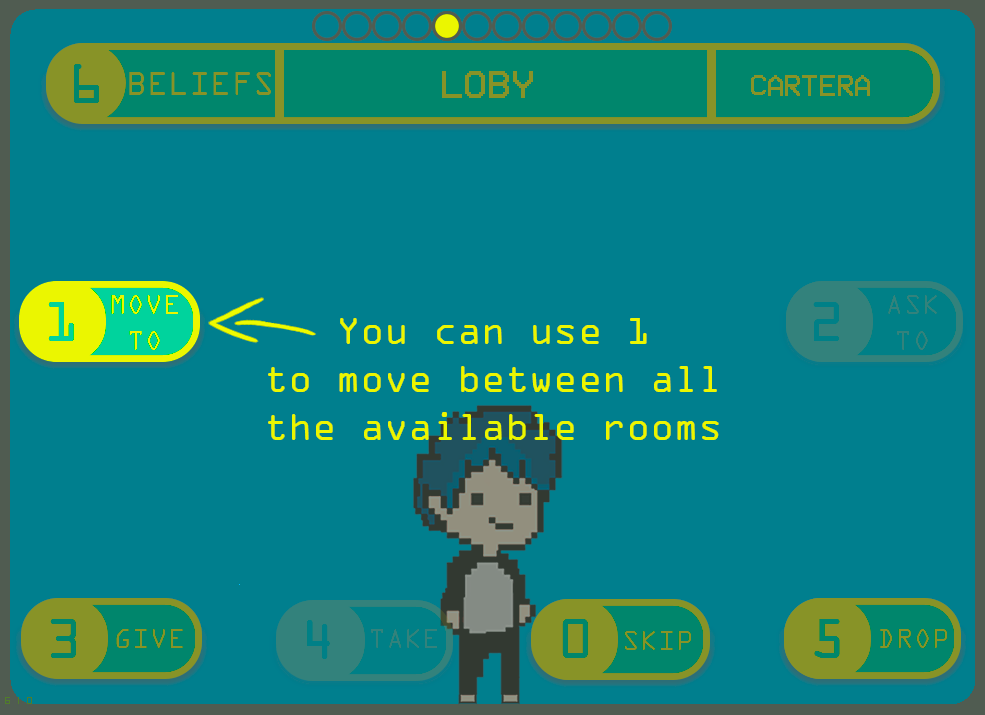 6 BELIEFS
LOBY
CARTERA
1 MOVE
TO
2 ASK
TO
You can use 1
to move between all
the available rooms
3 GIVE
4 TAKE
0 SKIP
5 DROP